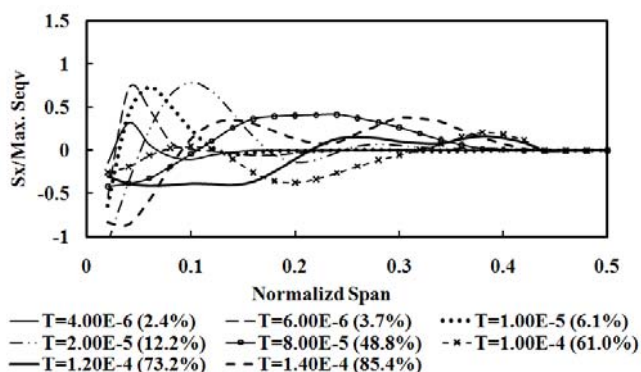 1.5
1
0.5
0
-0.5
-1
Sx/Max. Seqv
0 0.1 0.2 0.3 0.4 0.5
Normalizd Span
T=4.00E-6 (2.4%) T=6.00E-6 (3.7%) T=1.00E-5 (6.1%)
T=2.00E-5 (12.2%) T=8.00E-5 (48.8%) T=1.00E-4 (61.0%)
T=1.20E-4 (73.2%) T=1.40E-4 (85.4%)